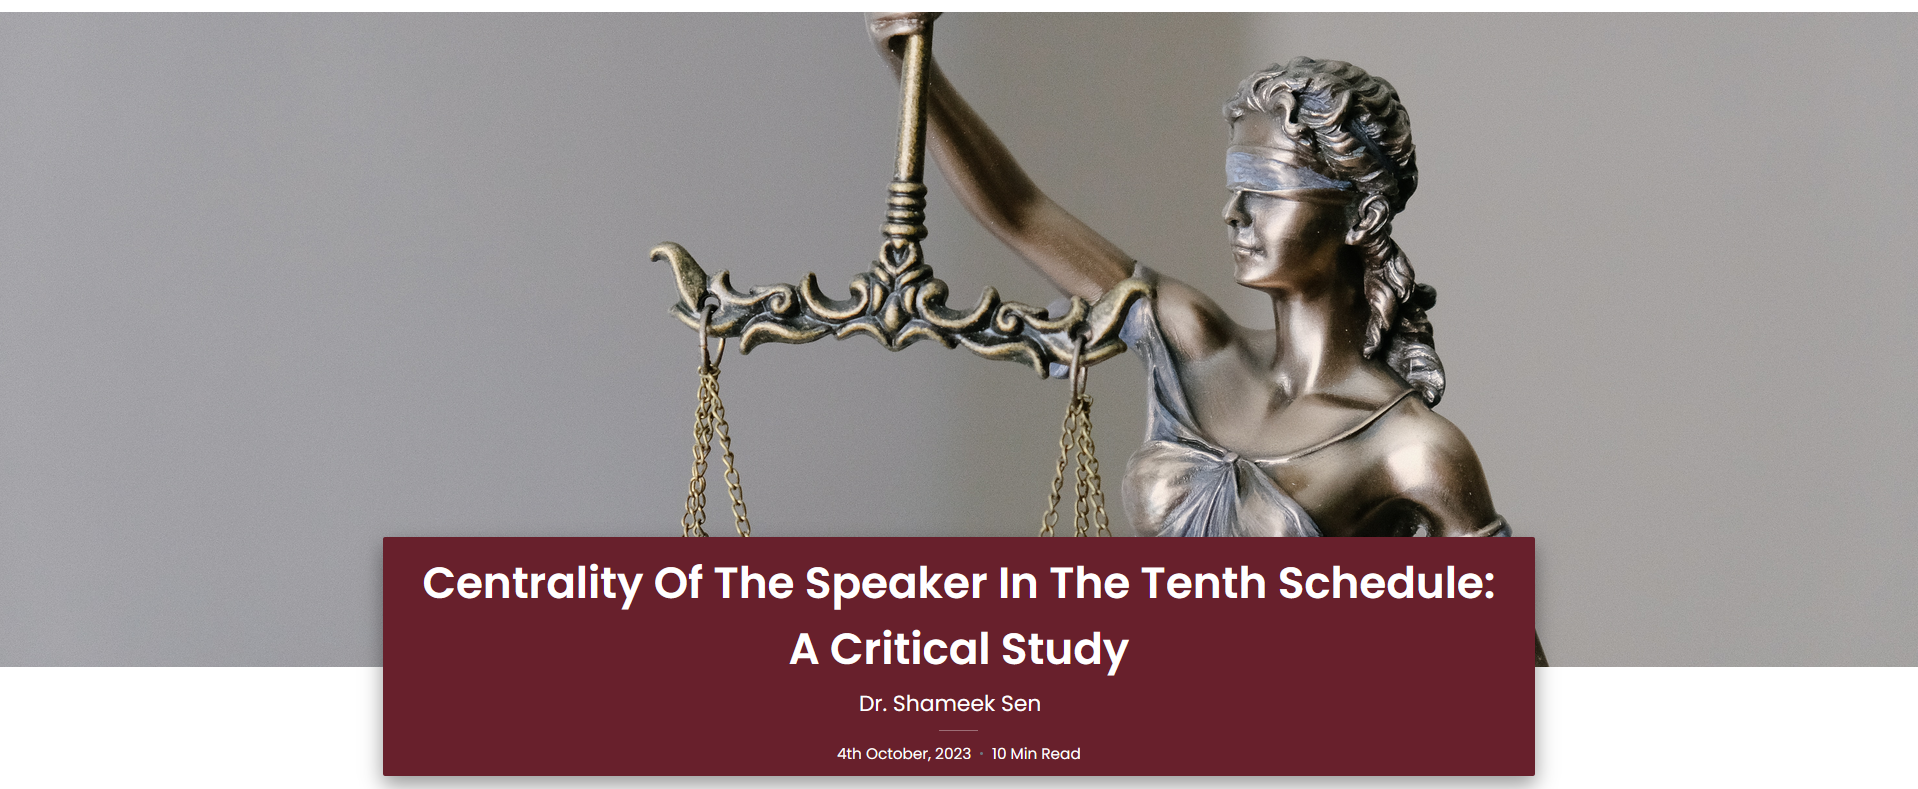 Centrality Of The Speaker In The Tenth Schedule:
A Critical Study
Dr. Shameek Sen
4th October, 2023 · 10 Min Read